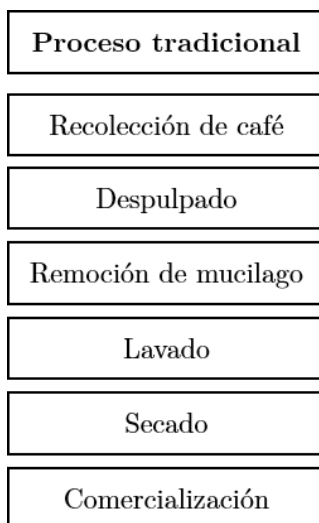 Proceso tradicional
Recolección de café
Despulpado
Remoción de mucilago
Lavado
Secado
Comercialización